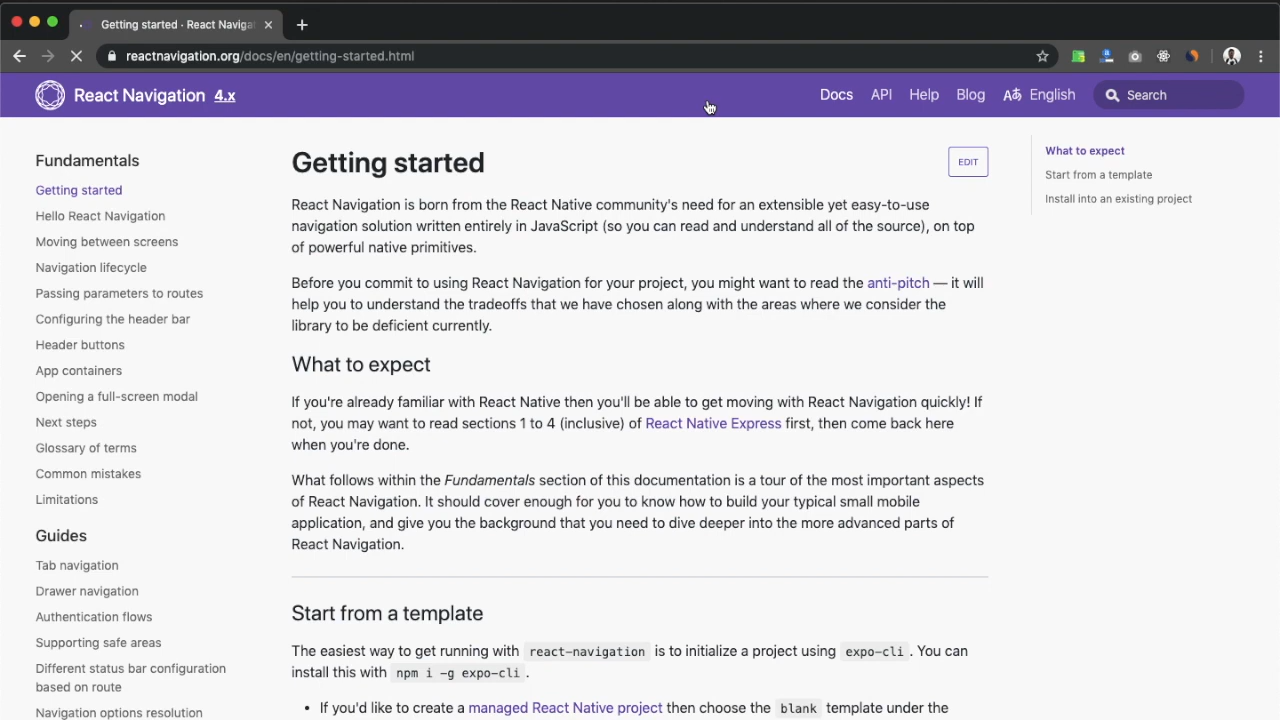 Getting started · React Naviga
reactnavigation.org/docs/en/getting-started.html
React Navigation 4.x
Docs API Help Blog English Search
Fundamentals
Getting started
Hello React Navigation
Moving between screens
Navigation lifecycle
Passing parameters to routes
Configuring the header bar
Header buttons
App containers
Opening a full-screen modal
Next steps
Glossary of terms
Common mistakes
Limitations
Guides
Tab navigation
Drawer navigation
Authentication flows
Supporting safe areas
Different status bar configuration
based on route
Navigation options resolution
Getting started
EDIT
React Navigation is born from the React Native community's need for an extensible yet easy-to-use
navigation solution written entirely in JavaScript (so you can read and understand all of the source), on top
of powerful native primitives.
Before you commit to using React Navigation for your project, you might want to read the anti-pitch — it will
help you to understand the tradeoffs that we have chosen along with the areas where we consider the
library to be deficient currently.
What to expect
If you're already familiar with React Native then you'll be able to get moving with React Navigation quickly! If
not, you may want to read sections 1 to 4 (inclusive) of React Native Express first, then come back here
when you're done.
What follows within the Fundamentals section of this documentation is a tour of the most important aspects
of React Navigation. It should cover enough for you to know how to build your typical small mobile
application, and give you the background that you need to dive deeper into the more advanced parts of
React Navigation.
Start from a template
The easiest way to get running with react-navigation is to initialize a project using expo-cli. You can
install this with npm i -g expo-cli.
• If you'd like to create a managed React Native project then choose the blank template under the
What to expect
Start from a template
Install into an existing project